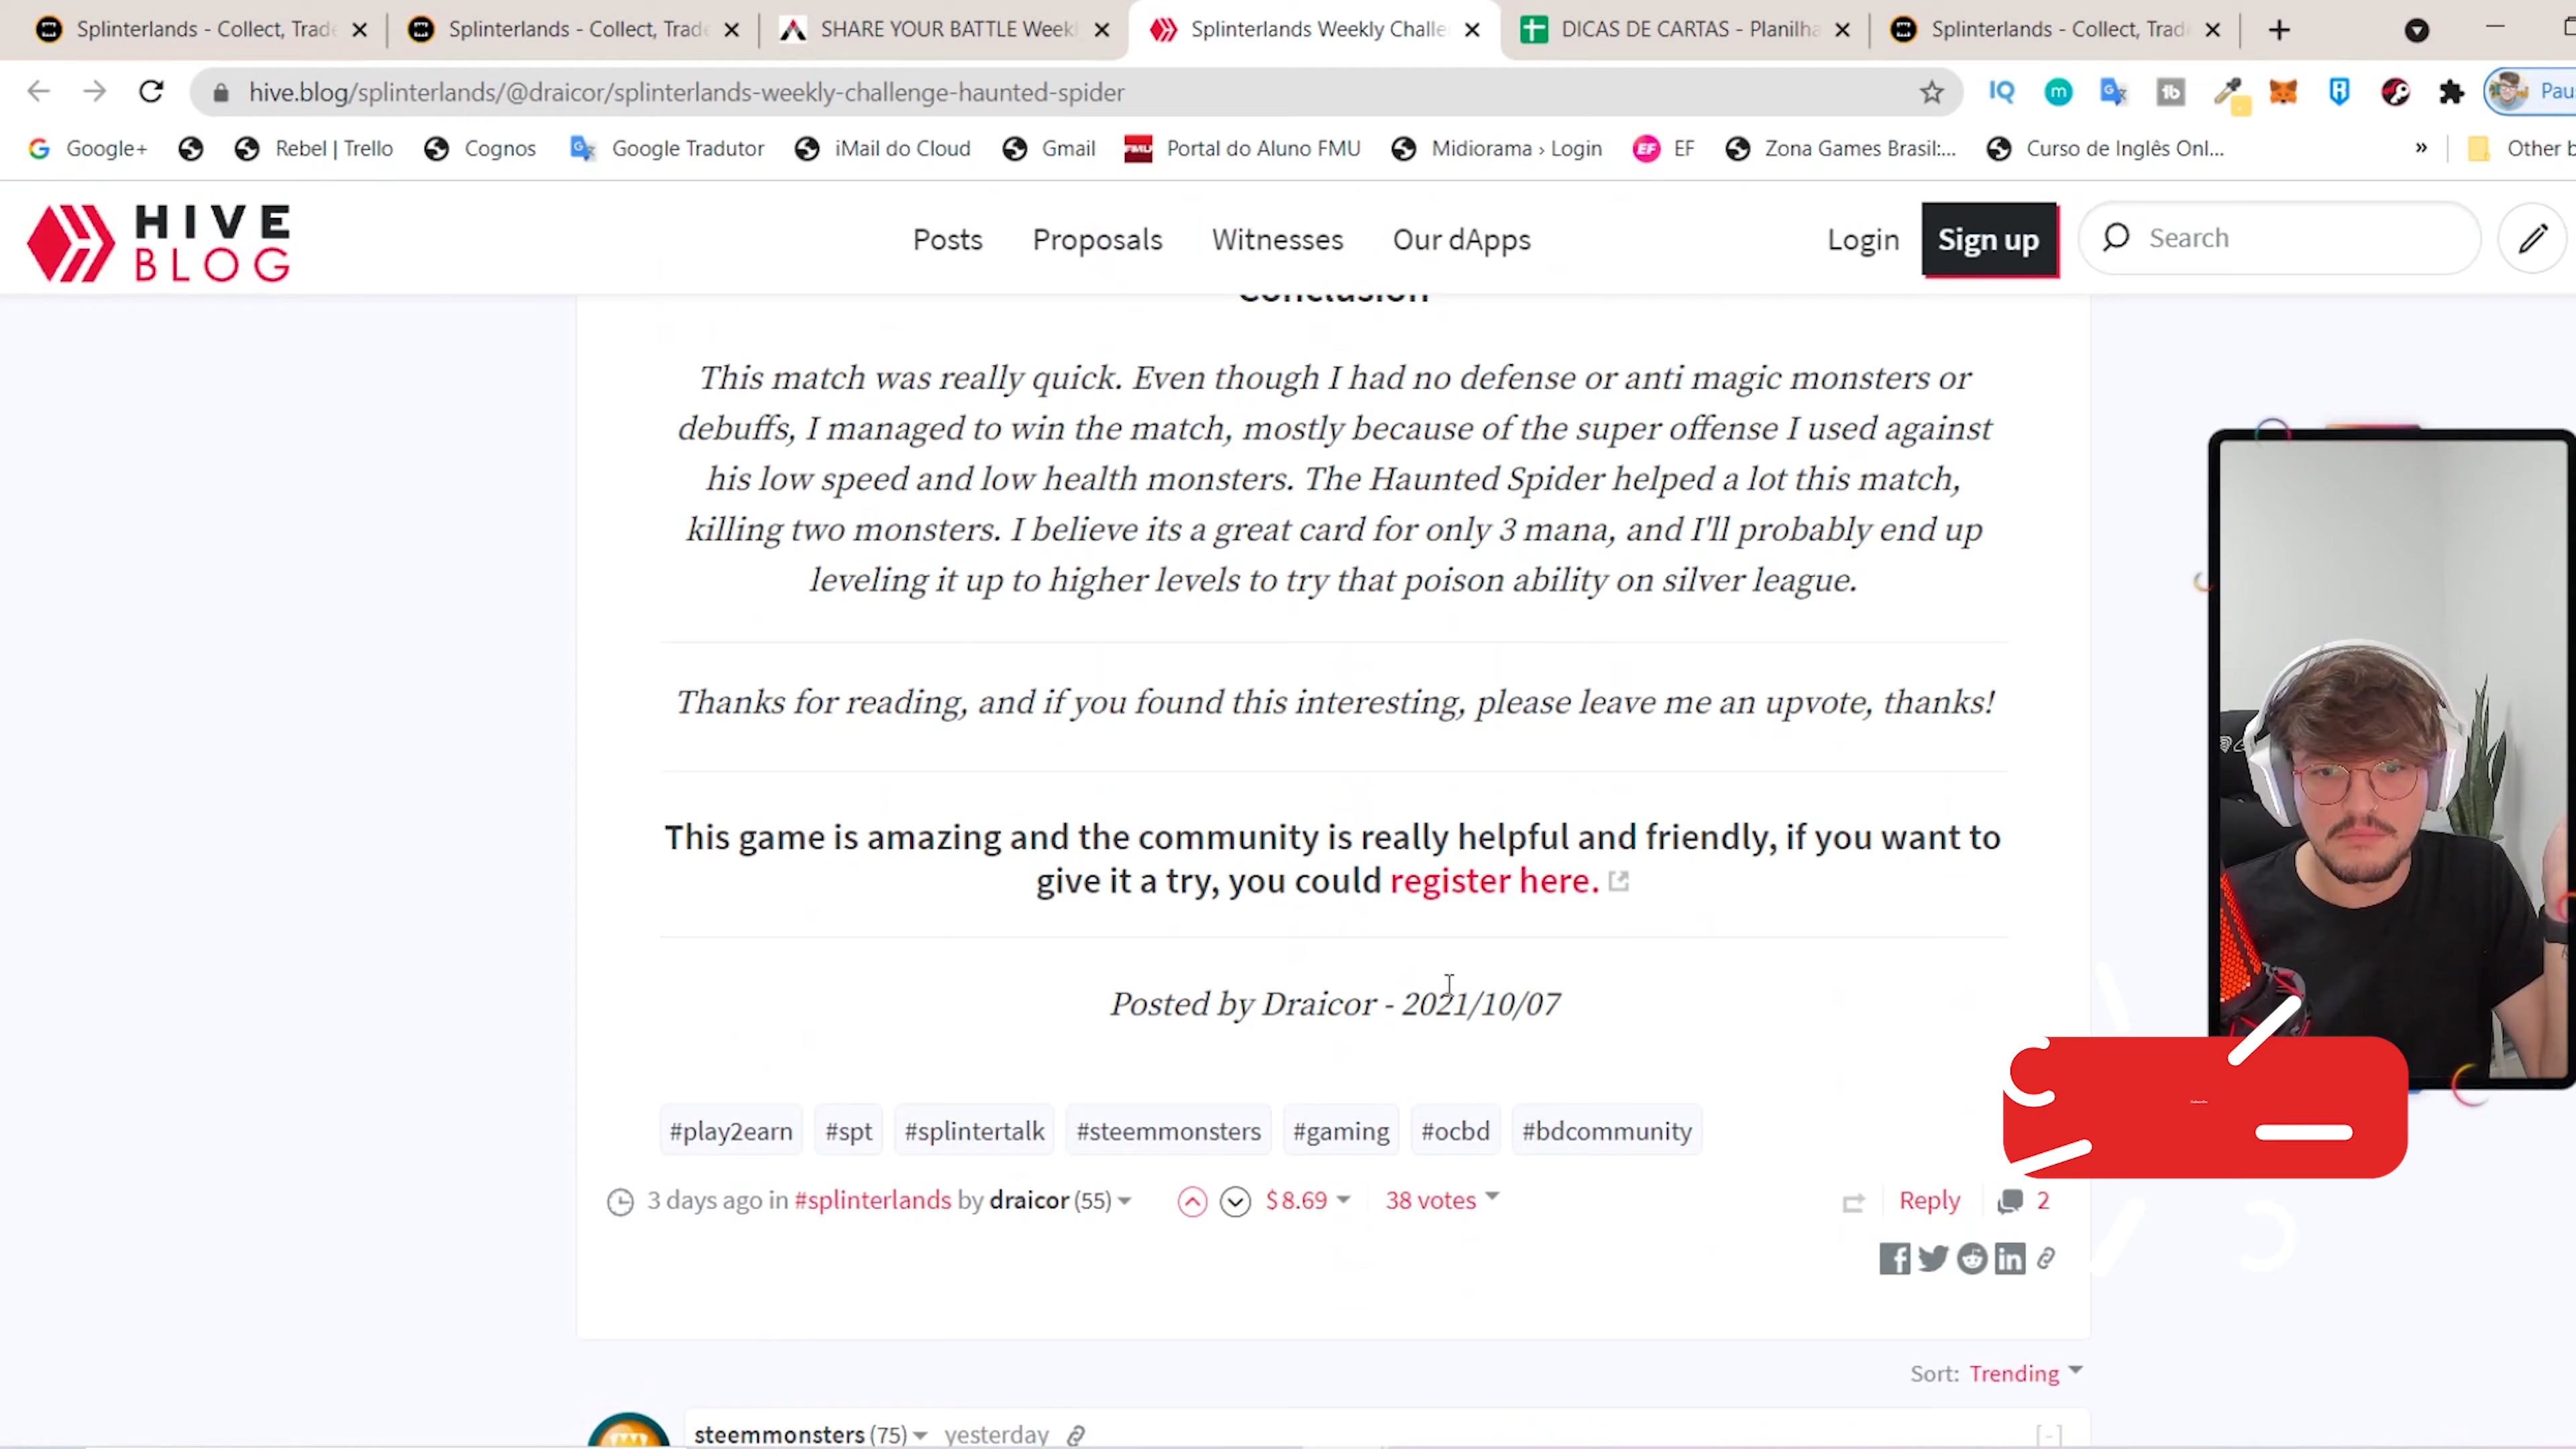 Splinterlands - Collect, Trade
Splinterlands - Collect, Trade
SHARE YOUR BATTLE Weekl
Splinterlands Weekly Challe
DICAS DE CARTAS - Planilha
Splinterlands - Collect, Trade
hive.blog/splinterlands/@draicor/splinterlands-weekly-challenge-haunted-spider
IQ
m
tb
Pau
G Google+
Rebel | Trello
Cognos
Google Tradutor
iMail do Cloud
Gmail
FMU Portal do Aluno FMU
Midiorama › Login
EF EF
Zona Games Brasil:...
Curso de Inglês Onl...
»
Other b
HIVE
BLOG
Posts
Proposals
Witnesses
Our dApps
Login
Sign up
Search
Conclusion
This match was really quick. Even though I had no defense or anti magic monsters or
debuffs, I managed to win the match, mostly because of the super offense I used against
his low speed and low health monsters. The Haunted Spider helped a lot this match,
killing two monsters. I believe its a great card for only 3 mana, and I'll probably end up
leveling it up to higher levels to try that poison ability on silver league.
Thanks for reading, and if you found this interesting, please leave me an upvote, thanks!
This game is amazing and the community is really helpful and friendly, if you want to
give it a try, you could register here.
Posted by Draicor - 2021/10/07
#play2earn #spt #splintertalk #steemmonsters #gaming #ocbd #bdcommunity
3 days ago in #splinterlands by draicor (55) $8.69 38 votes Reply 2
Sort: Trending
steemmonsters (75) yesterday [-]